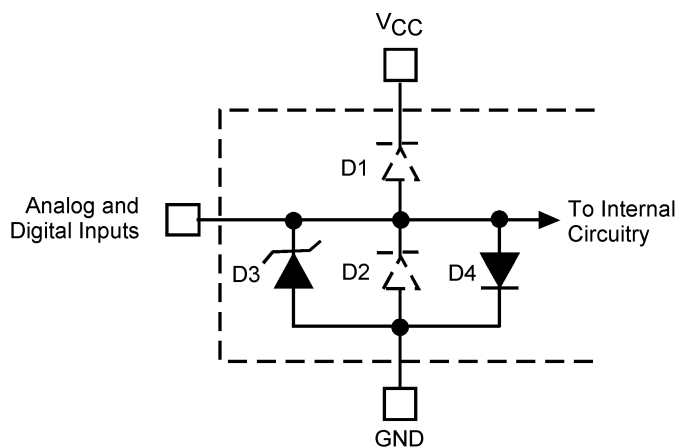 VCC
D1
Analog and
Digital Inputs
To Internal
Circuitry
D3
D2
D4
GND